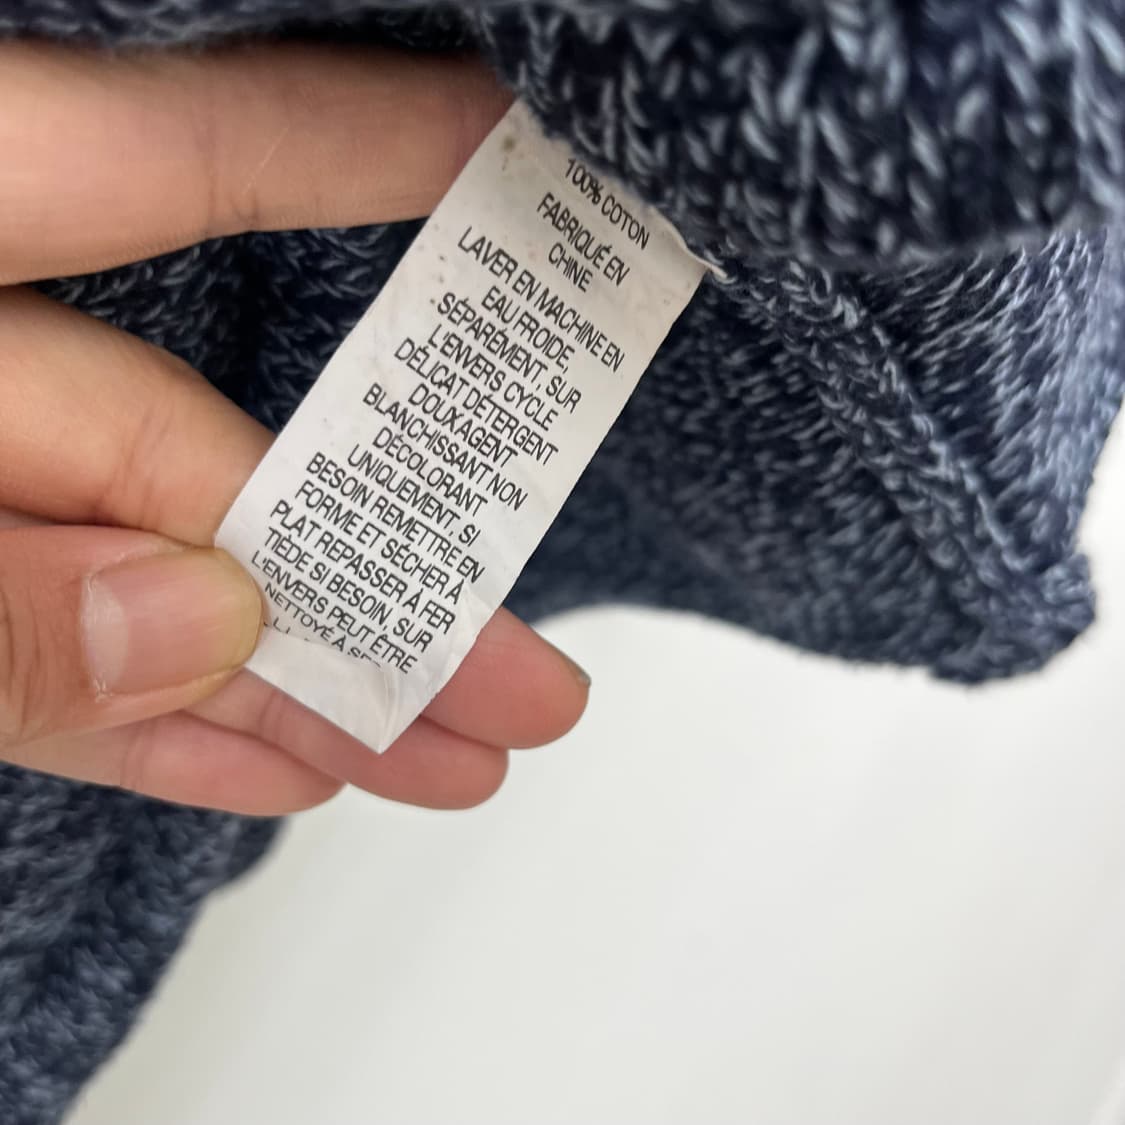 100% COTON
FABRIQUÉ EN
CHINE
LAVER EN MACHINE EN
EAU FROIDE,
SÉPARÉMENT, SUR
L'ENVERS CYCLE
DÉLICAT DÉTERGENT
DOUX AGENT
BLANCHISSANT NON
DÉCOLORANT
UNIQUEMENT, SI
BESOIN REMETTRE EN
FORME ET SÉCHER À
PLAT REPASSER À FER
TIÈDE SI BESOIN, SUR
L'ENVERS PEUT ÊTRE
NETTOYÉ À